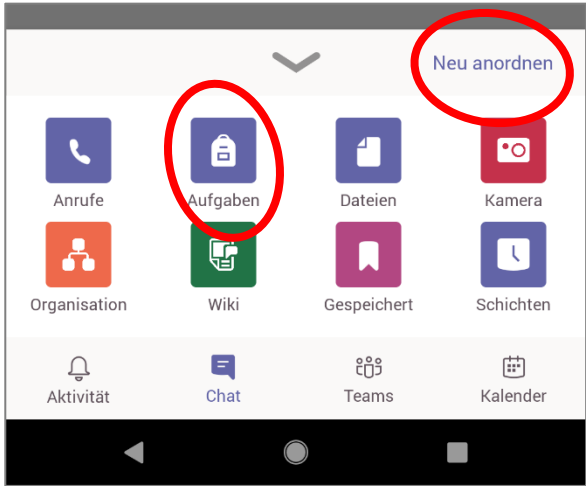 Neu anordnen
Anrufe Aufgaben Dateien Kamera
Organisation Wiki Gespeichert Schichten
Aktivität Chat Teams Kalender